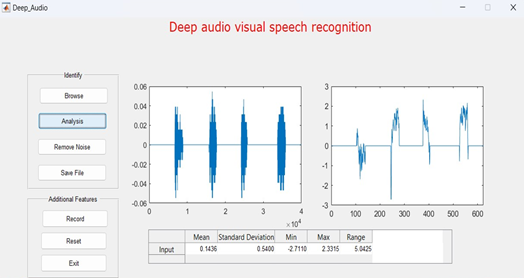 Deep_Audio
Deep audio visual speech recognition
Identify
Browse
Analysis
Remove Noise
Save File
Additional Features
Record
Reset
Exit
0.06
0.04
0.02
0
-0.02
-0.04
-0.06
0 1 2 3 4
×10⁴
3
2
1
0
-1
-2
-3
0 100 200 300 400 500 600
Mean Standard Deviation Min Max Range
Input 0.1436 0.5400 -2.7110 2.3315 5.0425